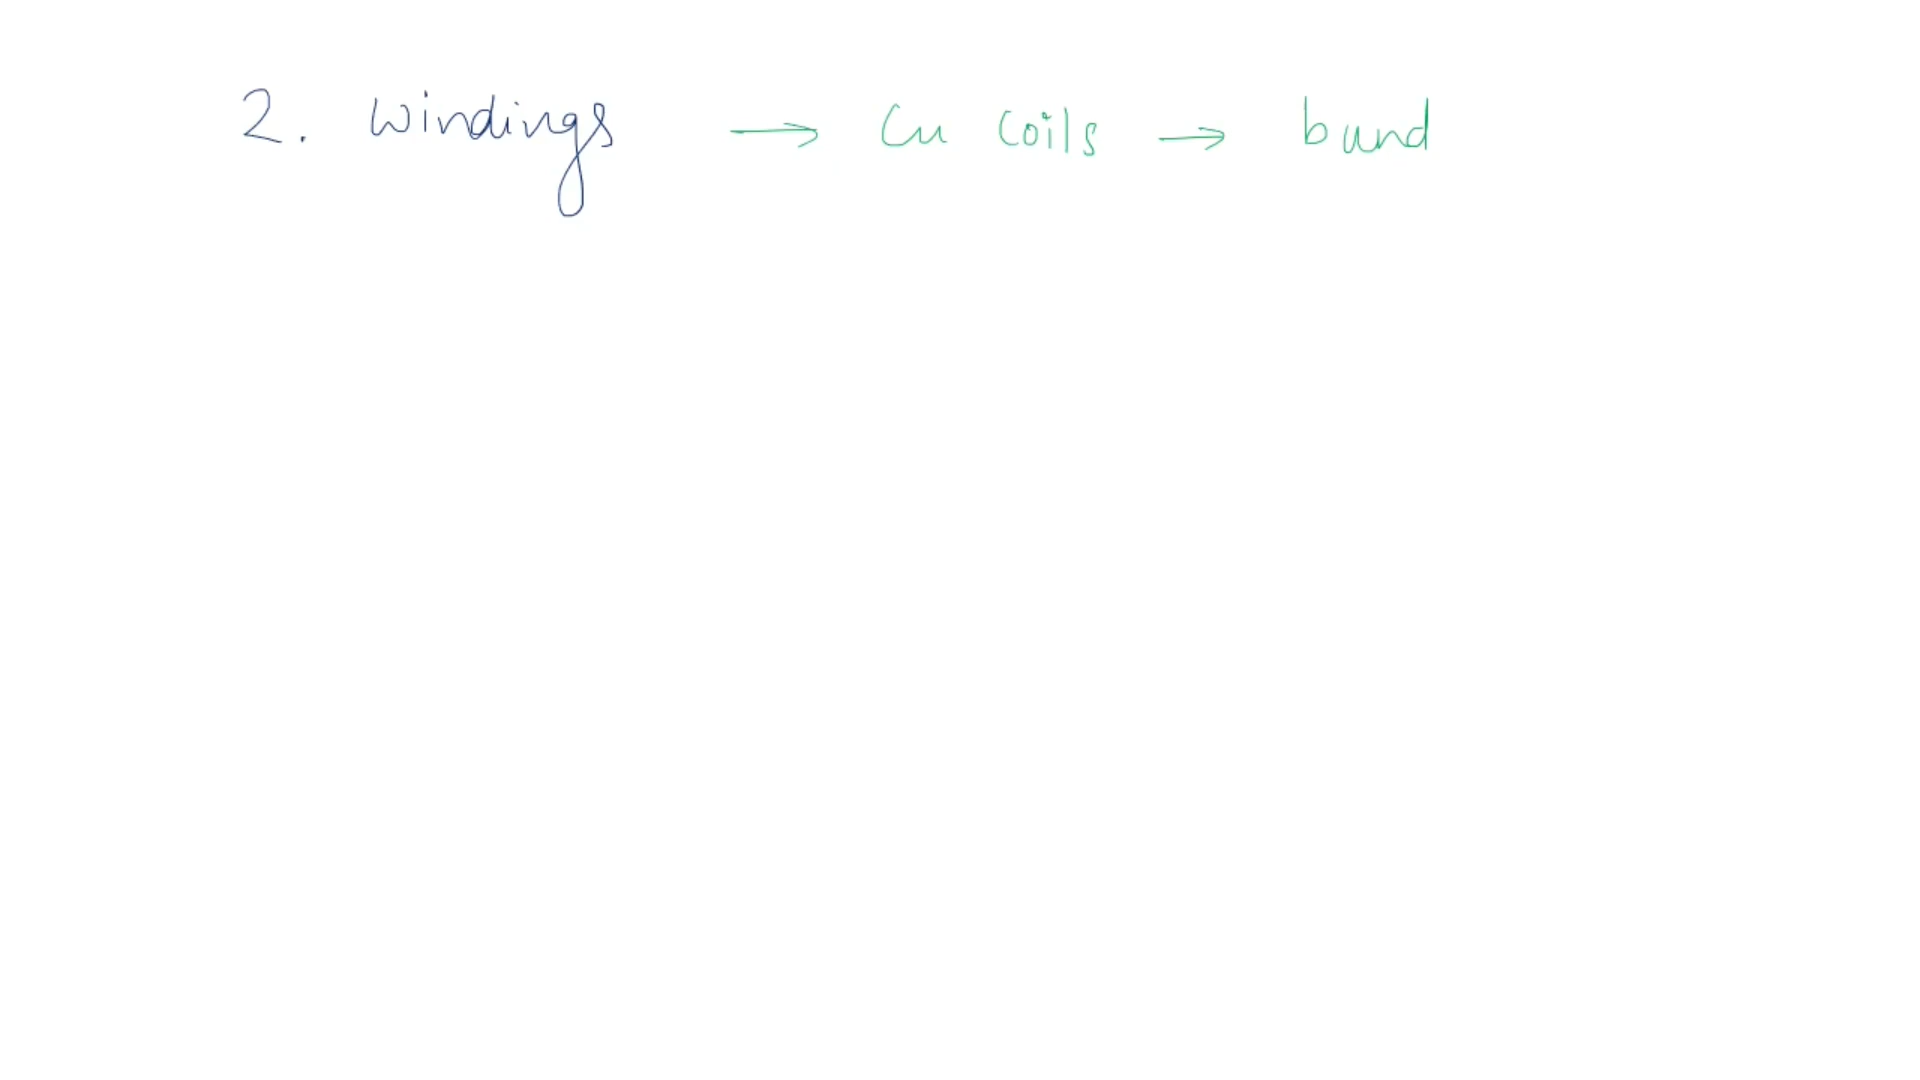 2. Windings → Cu coils → bund